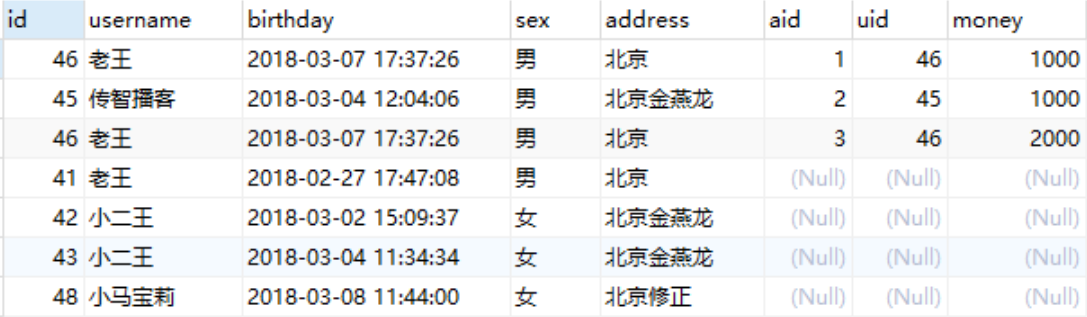 id username birthday sex address aid uid money
46 老王 2018-03-07 17:37:26 男 北京 1 46 1000
45 传智播客 2018-03-04 12:04:06 男 北京金燕龙 2 45 1000
46 老王 2018-03-07 17:37:26 男 北京 3 46 2000
41 老王 2018-02-27 17:47:08 男 北京 (Null) (Null) (Null)
42 小二王 2018-03-02 15:09:37 女 北京金燕龙 (Null) (Null) (Null)
43 小二王 2018-03-04 11:34:34 女 北京金燕龙 (Null) (Null) (Null)
48 小马宝莉 2018-03-08 11:44:00 女 北京修正 (Null) (Null) (Null)